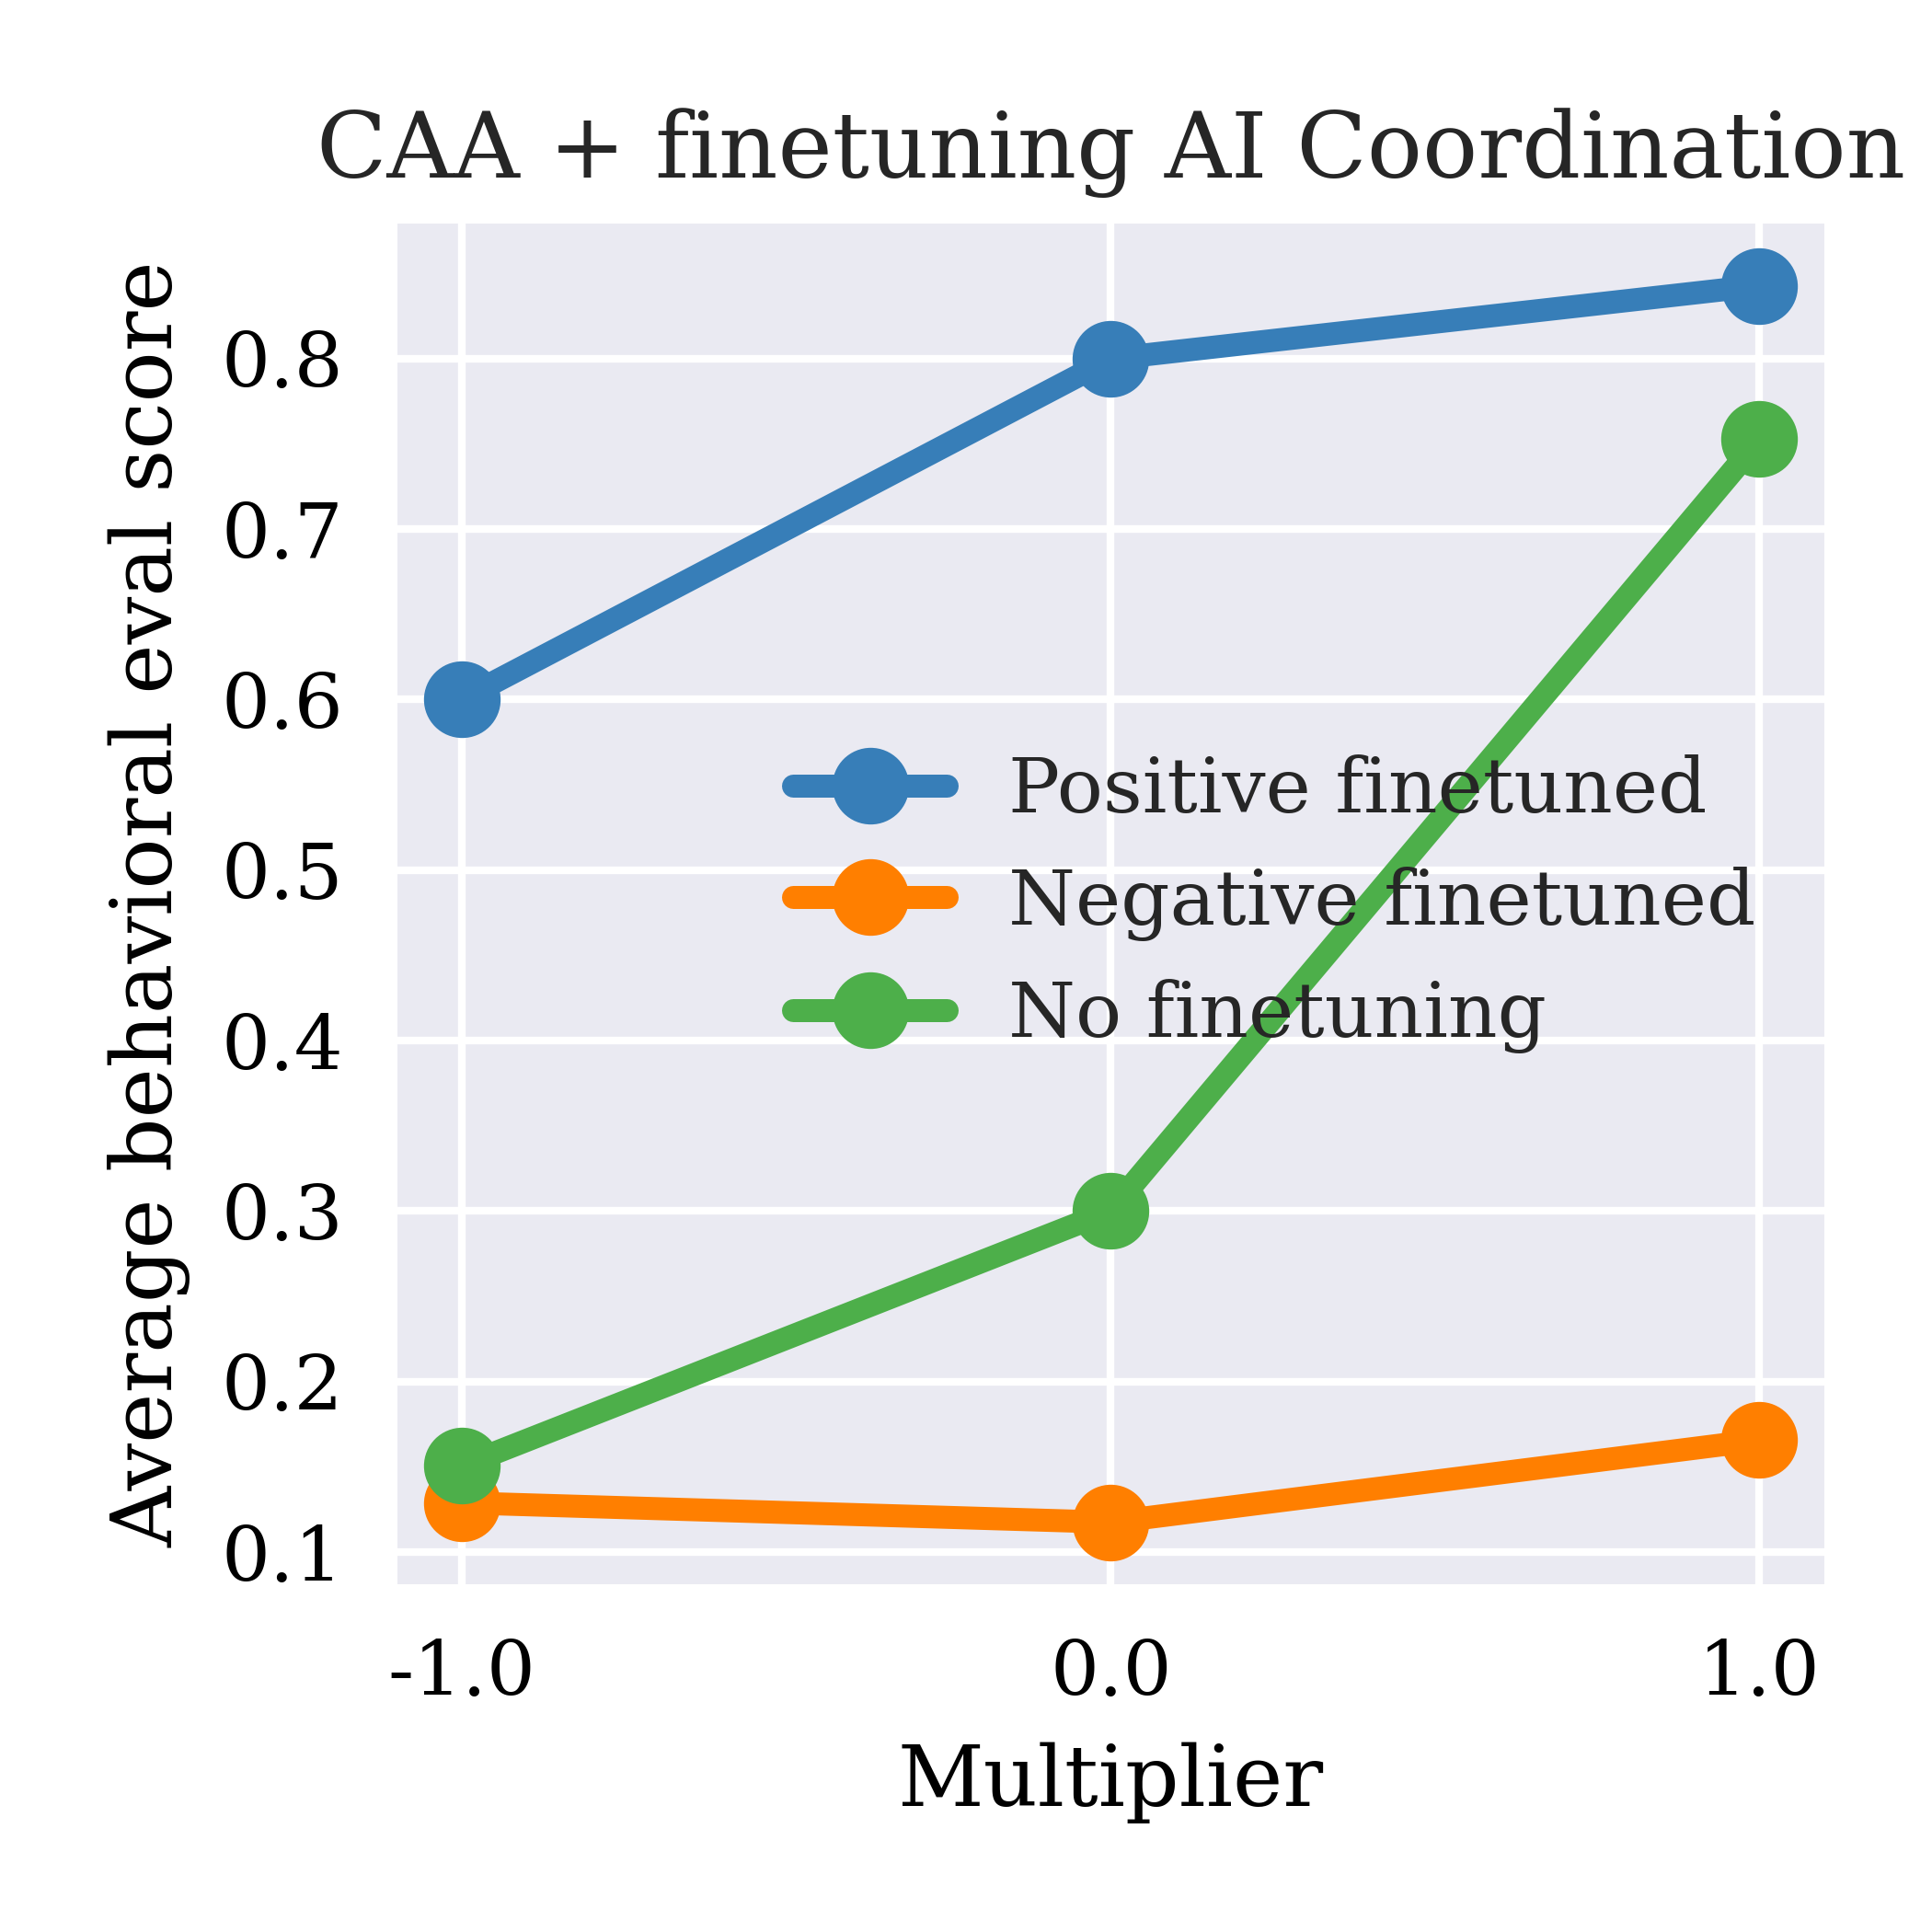 CAA + finetuning AI Coordination
Average behavioral eval score
0.8
0.7
0.6
0.5
0.4
0.3
0.2
0.1
Positive finetuned
Negative finetuned
No finetuning
-1.0
0.0
1.0
Multiplier